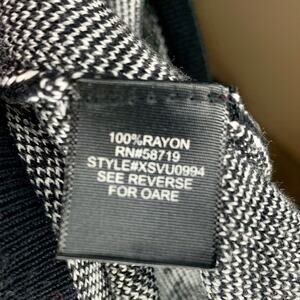 100%RAYON
RN#58719
STYLE#XSVU0994
SEE REVERSE
FOR OARE